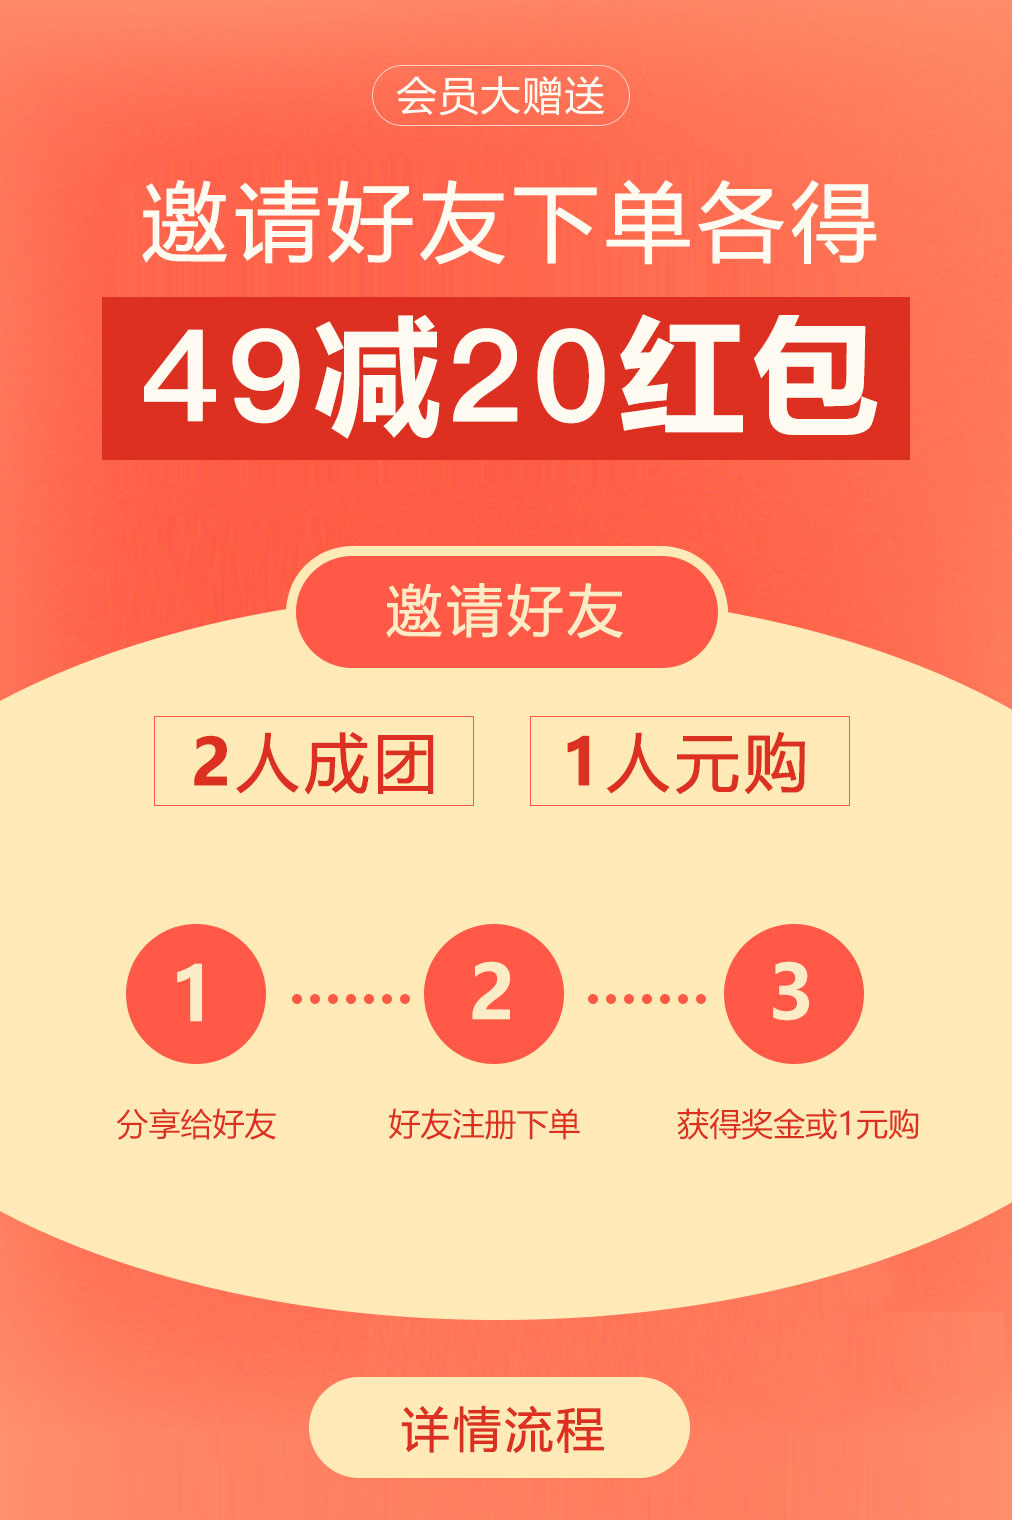 会员大赠送
邀请好友下单各得
49减20红包
邀请好友
2人成团
1人元购
1
2
3
分享给好友
好友注册下单
获得奖金或1元购
详情流程